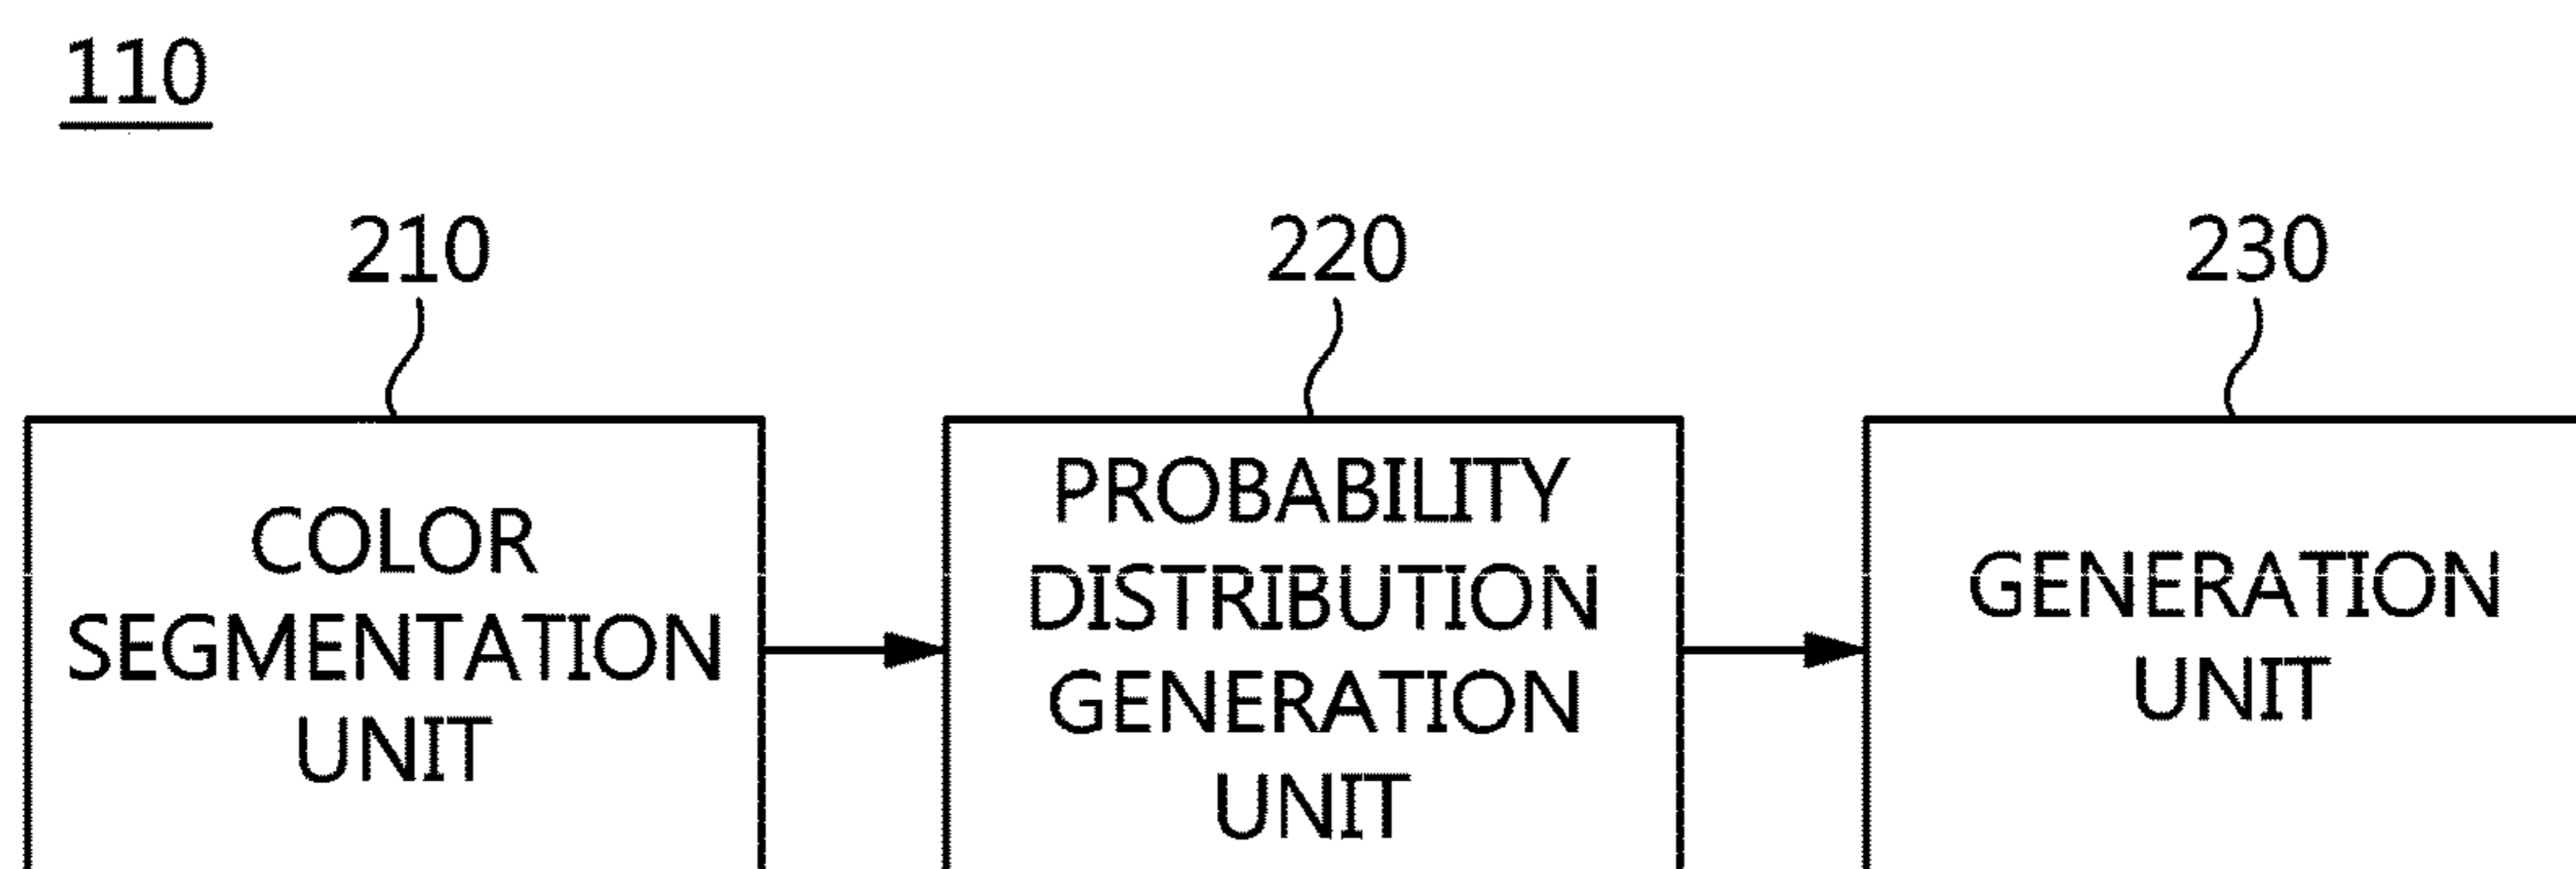 110
210
220
230
COLOR
SEGMENTATION
UNIT
PROBABILITY
DISTRIBUTION
GENERATION
UNIT
GENERATION
UNIT